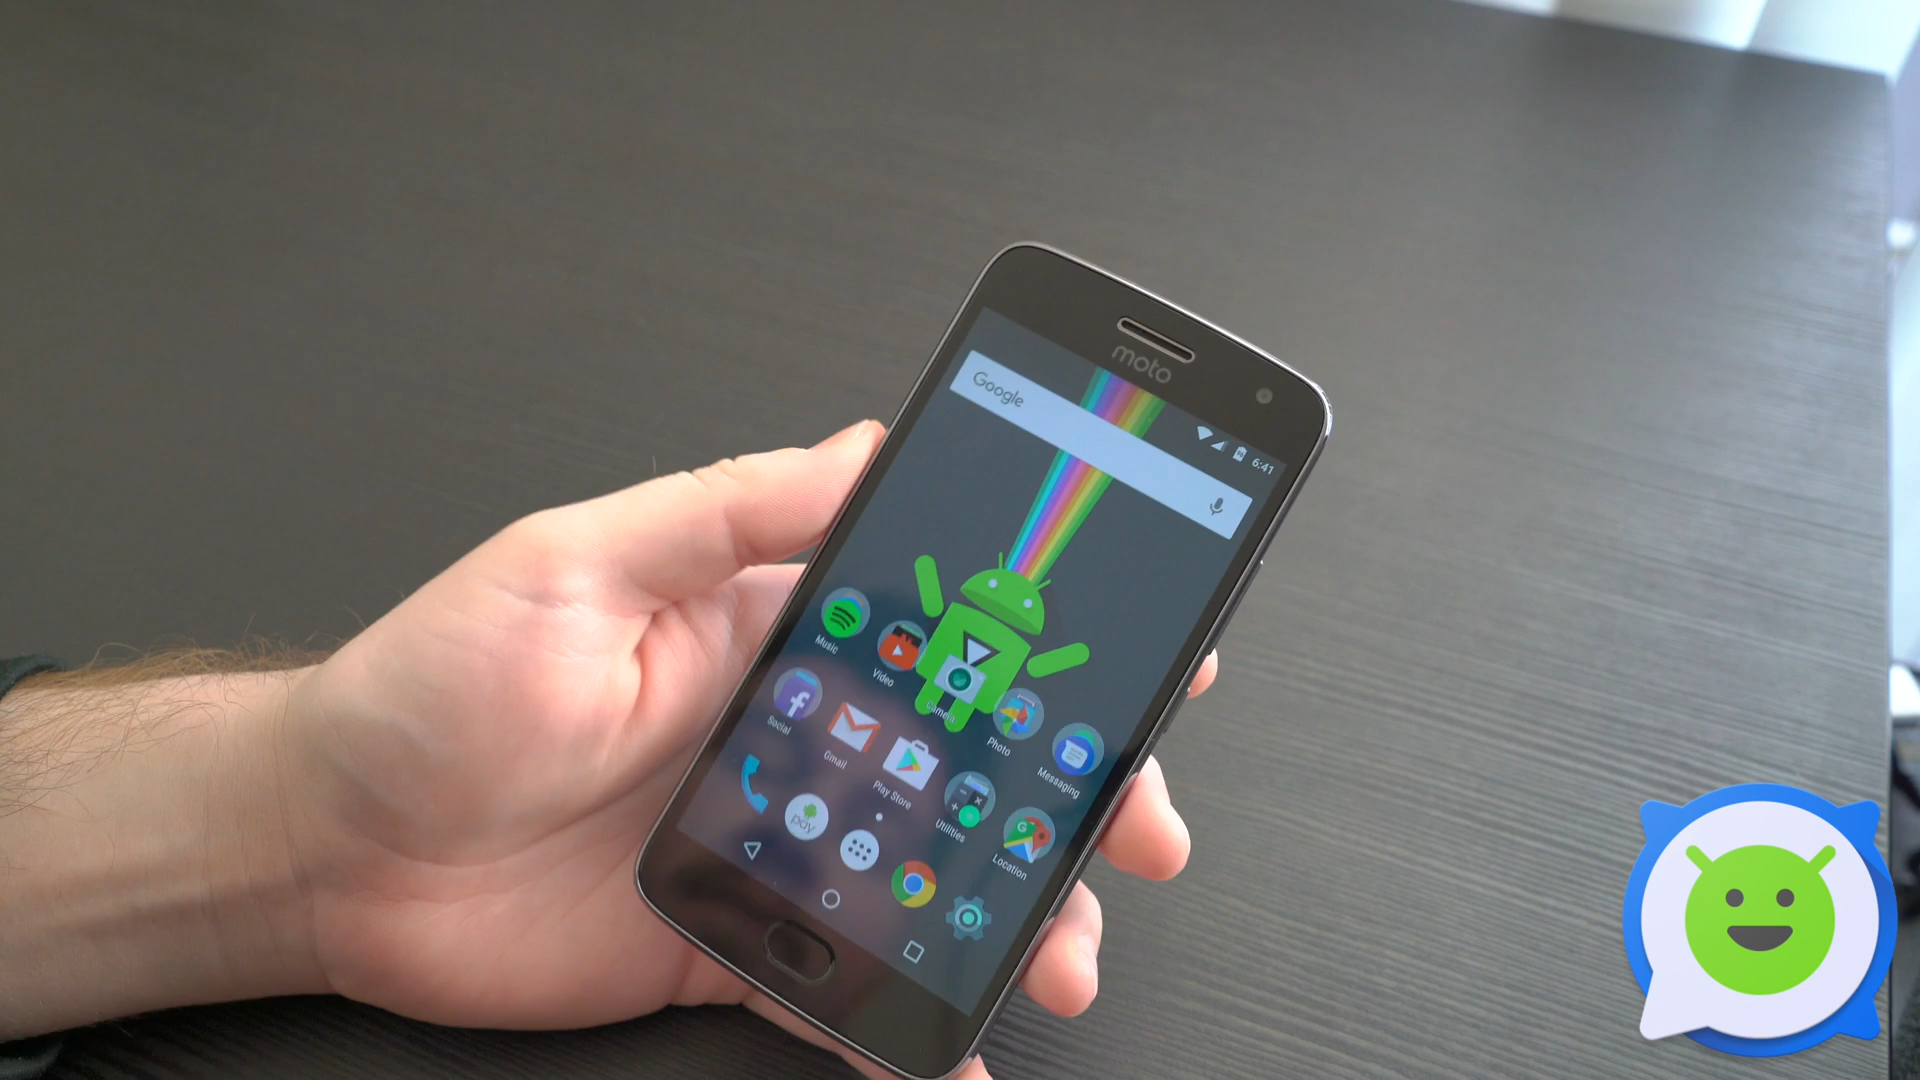 moto
6:41
Google
Music
Video
Camera
Photo
Messaging
Social
Gmail
Play Store
Utilities
Location
pay